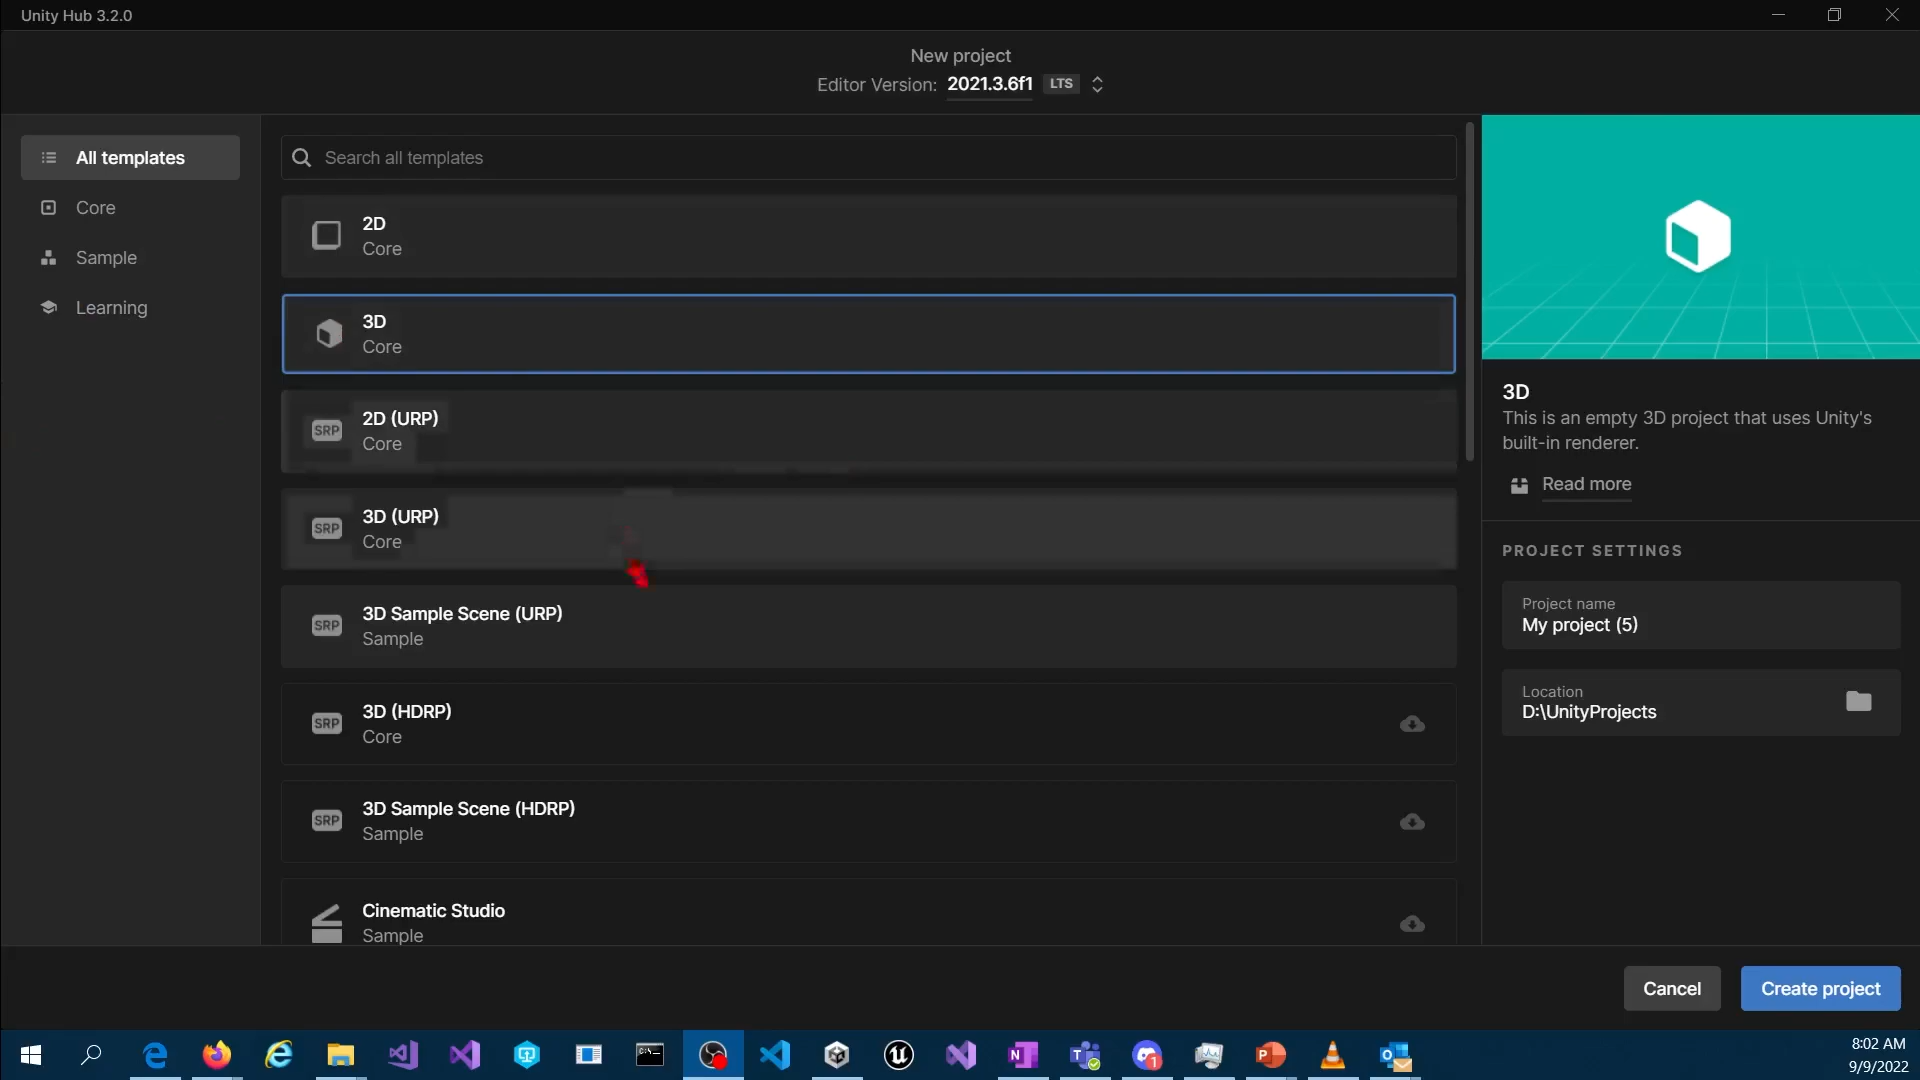 Unity Hub 3.2.0
New project
Editor Version: 2021.3.6f1 LTS
All templates
Core
Sample
Learning
Search all templates
2D
Core
3D
Core
SRP
2D (URP)
Core
SRP
3D (URP)
Core
SRP
3D Sample Scene (URP)
Sample
SRP
3D (HDRP)
Core
SRP
3D Sample Scene (HDRP)
Sample
Cinematic Studio
Sample
3D
This is an empty 3D project that uses Unity's
built-in renderer.
Read more
PROJECT SETTINGS
Project name
My project (5)
Location
D:\UnityProjects
Cancel
Create project
8:02 AM
9/9/2022